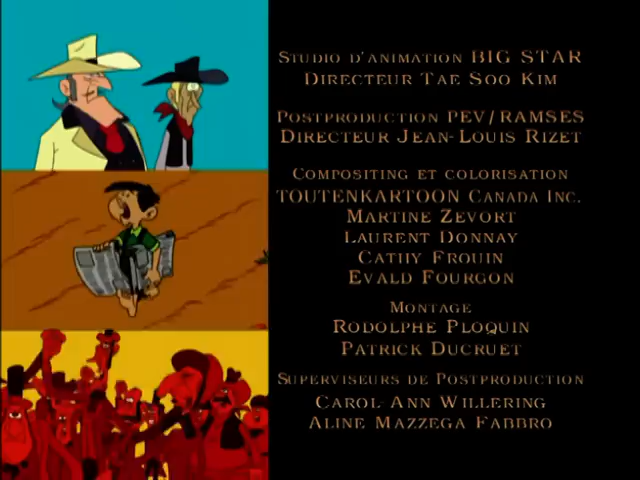 Studio d'animation BIG STAR
Directeur Tae Soo Kim
Postproduction PEV/RAMSES
Directeur Jean-Louis Rizet
Compositing et colorisation
TOUTENKARTOON Canada Inc.
Martine Zevort
Laurent Donnay
Cathy Frouin
Evald Fourgon
Montage
Rodolphe Ploquin
Patrick Ducruet
Superviseurs de Postproduction
Carol-Ann Willering
Aline Mazzega Fabbro